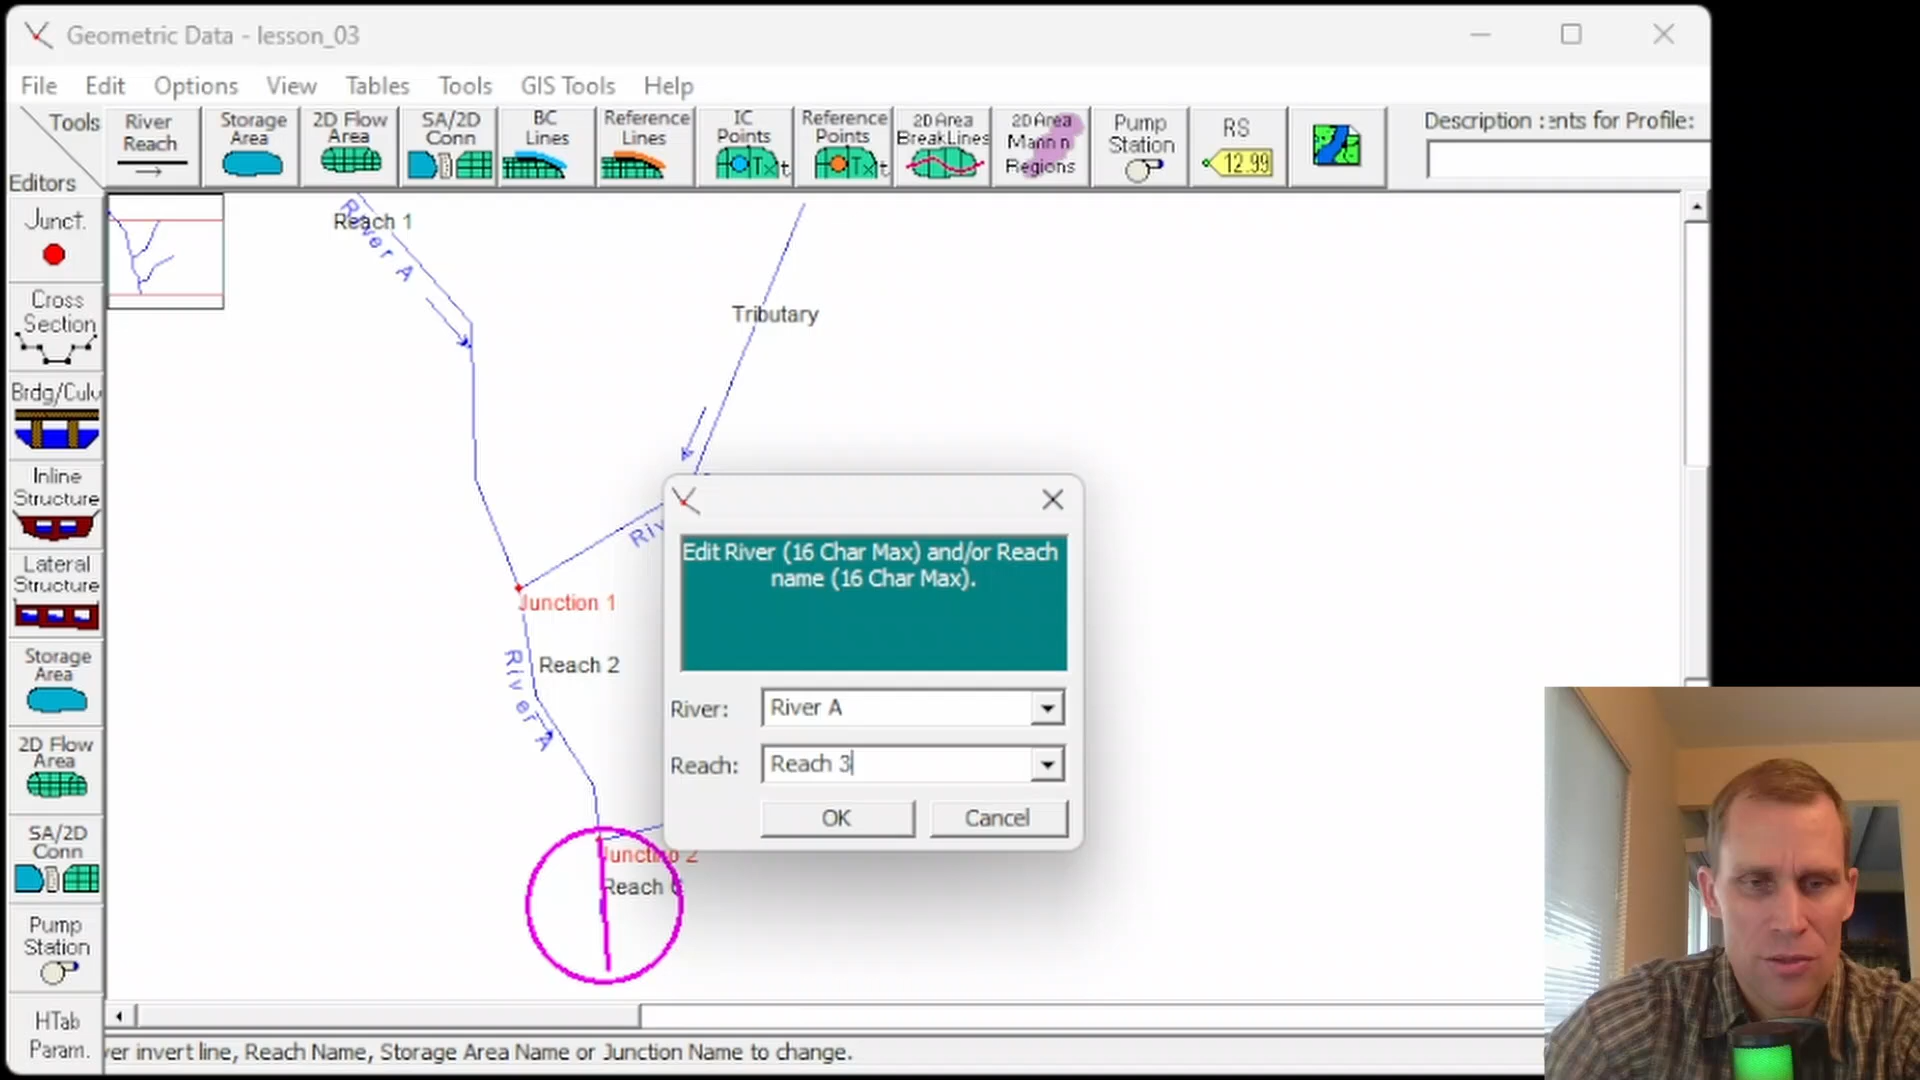 Geometric Data - lesson_03
File Edit Options View Tables Tools GIS Tools Help
Tools
Editors
River
Reach
Storage
Area
2D Flow
Area
SA/2D
Conn
BC
Lines
Reference
Lines
IC
Points
Reference
Points
2D Area
BreakLines
2D Area
Mann n
Regions
Pump
Station
RS
12.99
Description :
ents for Profile:
Junct.
Cross
Section
Brdg/Culv
Inline
Structure
Lateral
Structure
Storage
Area
2D Flow
Area
SA/2D
Conn
Pump
Station
HTab
Param.
Reach 1
River A
Tributary
Riv
Junction 1
Reach 2
River A
Reach
Edit River (16 Char Max) and/or Reach
name (16 Char Max).
River: River A
Reach: Reach 3
OK Cancel
ver invert line, Reach Name, Storage Area Name or Junction Name to change.